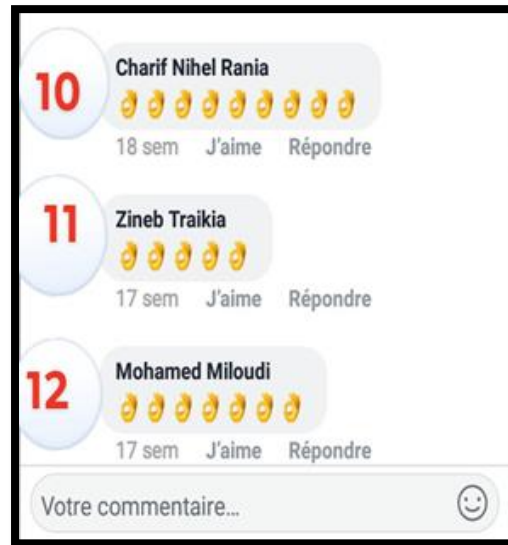 10
Charif Nihel Rania
👌👌👌👌👌👌👌👌👌
18 sem J'aime Répondre
11
Zineb Traikia
👌👌👌👌👌
17 sem J'aime Répondre
12
Mohamed Miloudi
👌👌👌👌👌👌👌
17 sem J'aime Répondre
Votre commentaire...